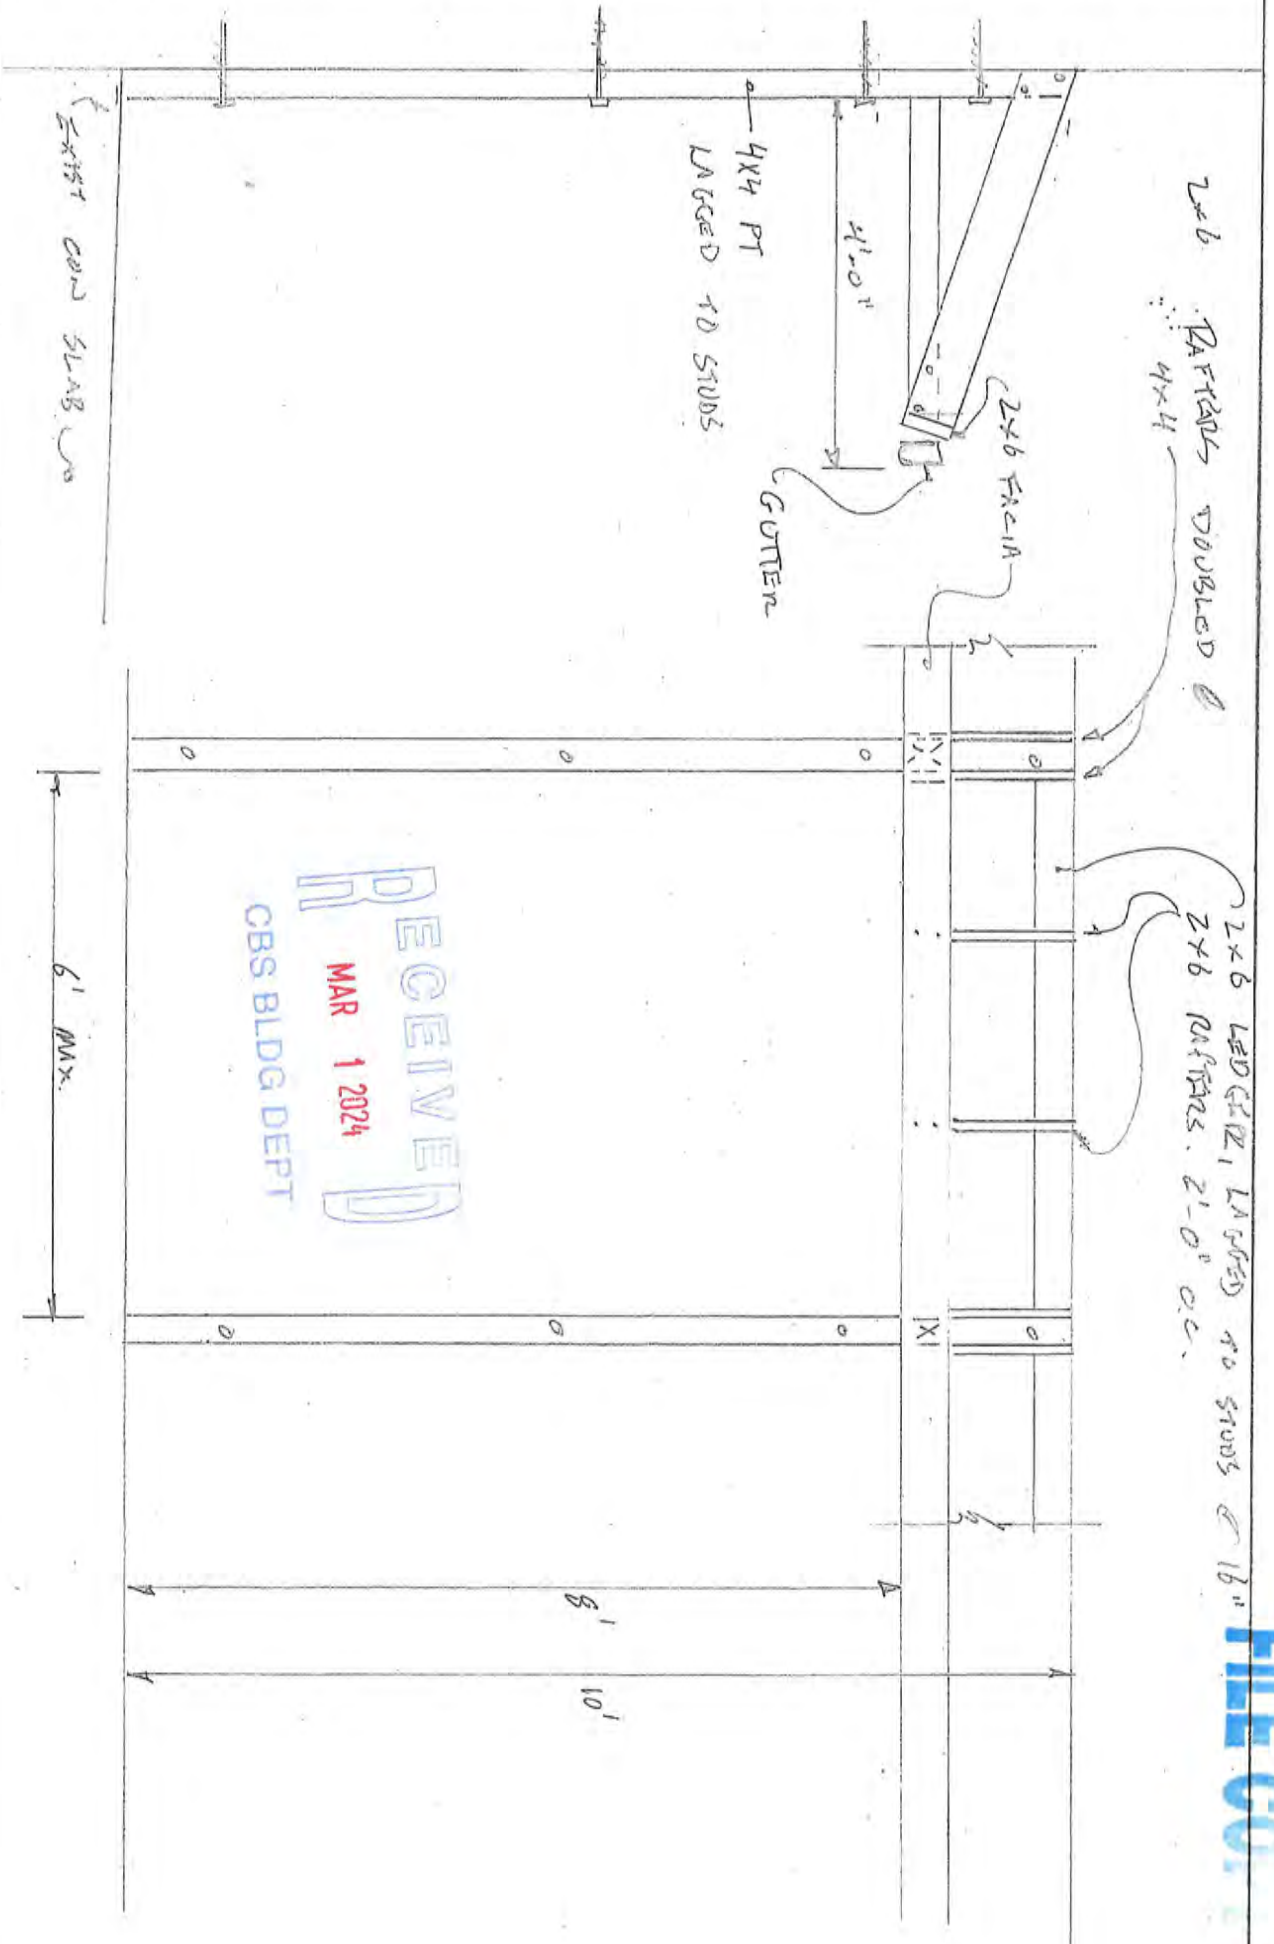 2x6 RAFTERS DOUBLED @
4x4
2x6 LEDGER, LAGGED TO STUDS @ 16"
2x6 RAFTERS. 2'-0" O.C.
2x6 FACIA
GUTTER
4'-0"
4X4 PT
LAGGED TO STUDS
EXIST CON SLAB
8'
10'
6' MAX.
RECEIVED
MAR 1 2024
CBS BLDG DEPT
FILE CO